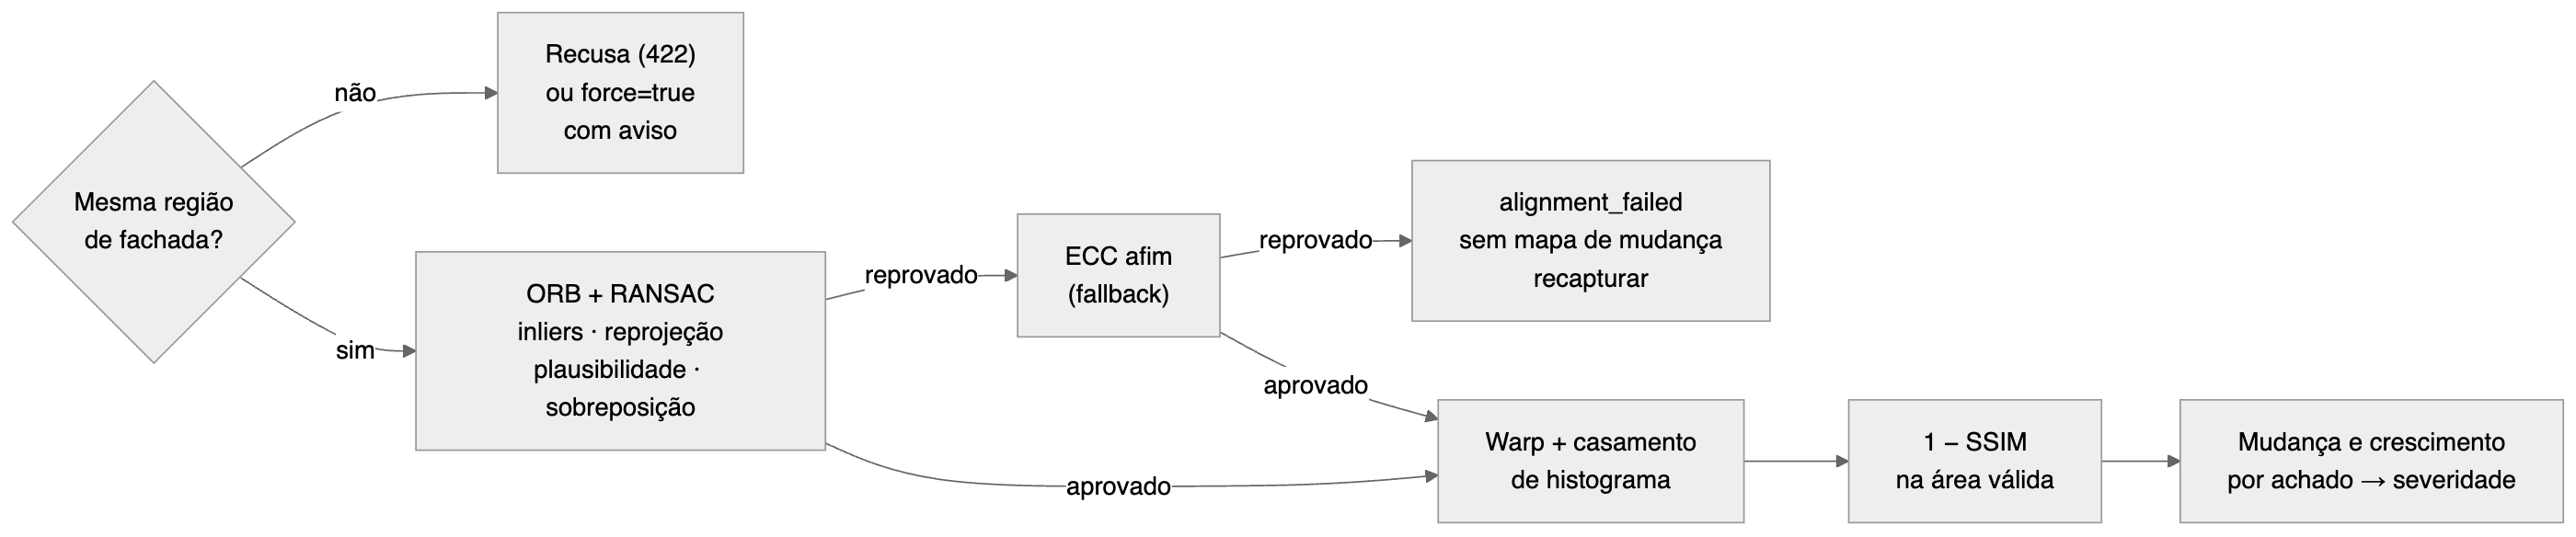 Mesma região
de fachada?
não
Recusa (422)
ou force=true
com aviso
sim
ORB + RANSAC
inliers · reprojeção
plausibilidade ·
sobreposição
reprovado
ECC afim
(fallback)
reprovado
alignment_failed
sem mapa de mudança
recapturar
aprovado
aprovado
Warp + casamento
de histograma
1 − SSIM
na área válida
Mudança e crescimento
por achado → severidade